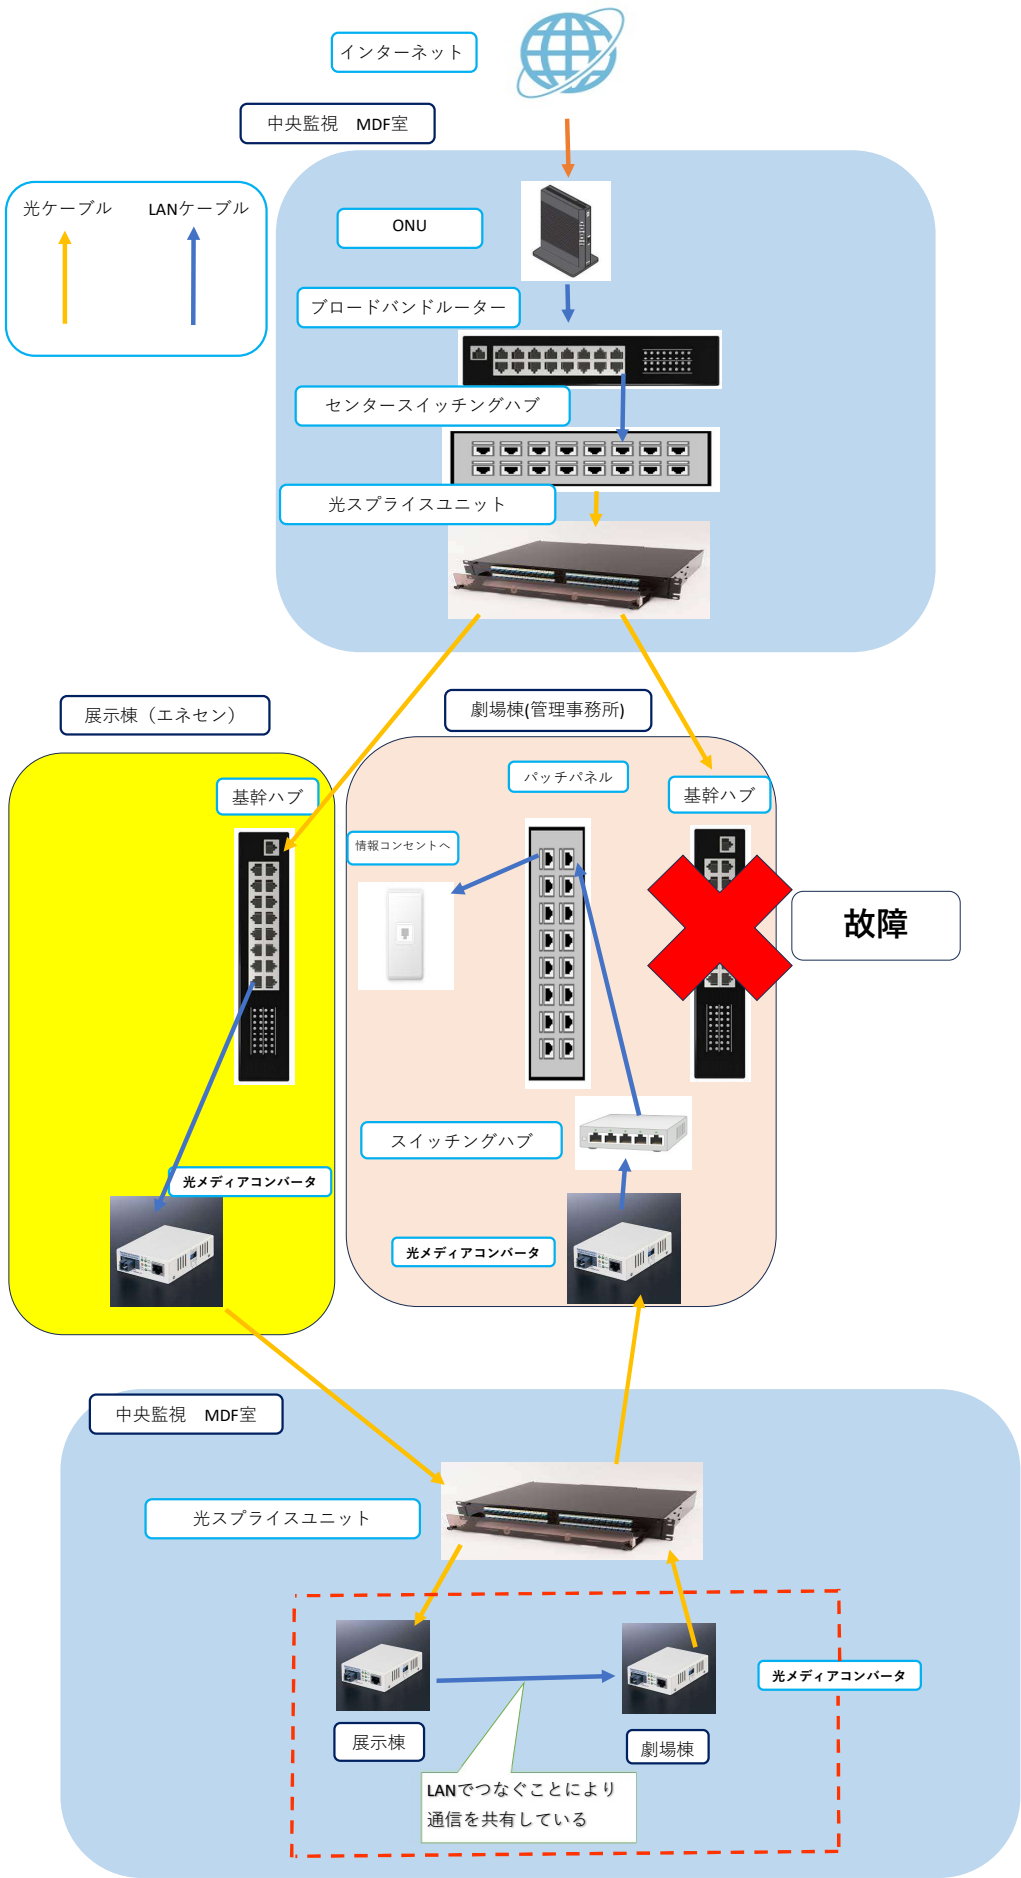 インターネット
中央監視　MDF室
光ケーブル
LANケーブル
ONU
ブロードバンドルーター
センタースイッチングハブ
光スプライスユニット
展示棟（エネセン）
劇場棟(管理事務所)
基幹ハブ
パッチパネル
基幹ハブ
情報コンセントへ
故障
スイッチングハブ
光メディアコンバータ
光メディアコンバータ
中央監視　MDF室
光スプライスユニット
光メディアコンバータ
展示棟
劇場棟
LANでつなぐことにより
通信を共有している